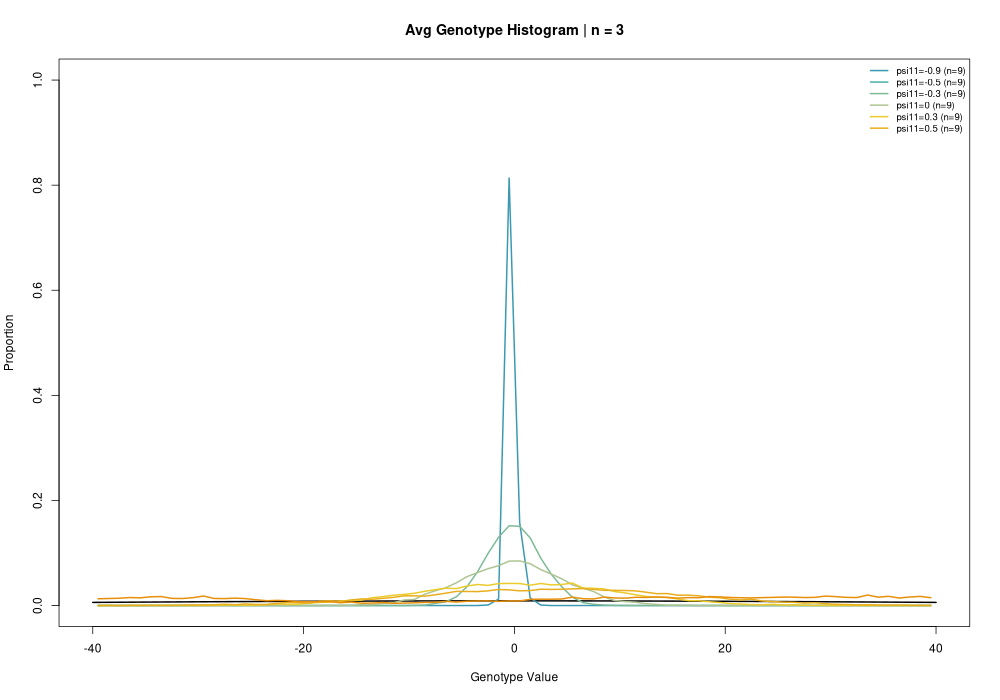 Avg Genotype Histogram | n = 3
psi11=-0.9 (n=9)
psi11=-0.5 (n=9)
psi11=-0.3 (n=9)
psi11=0 (n=9)
psi11=0.3 (n=9)
psi11=0.5 (n=9)
Proportion
1.0
0.8
0.6
0.4
0.2
0.0
-40
-20
0
20
40
Genotype Value